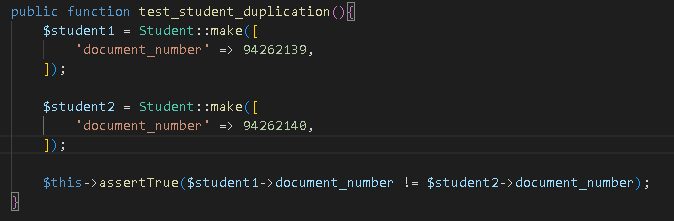 public function test_student_duplication(){
    $student1 = Student::make([
        'document_number' => 94262139,
    ]);

    $student2 = Student::make([
        'document_number' => 94262140,
    ]);

    $this->assertTrue($student1->document_number != $student2->document_number);
}